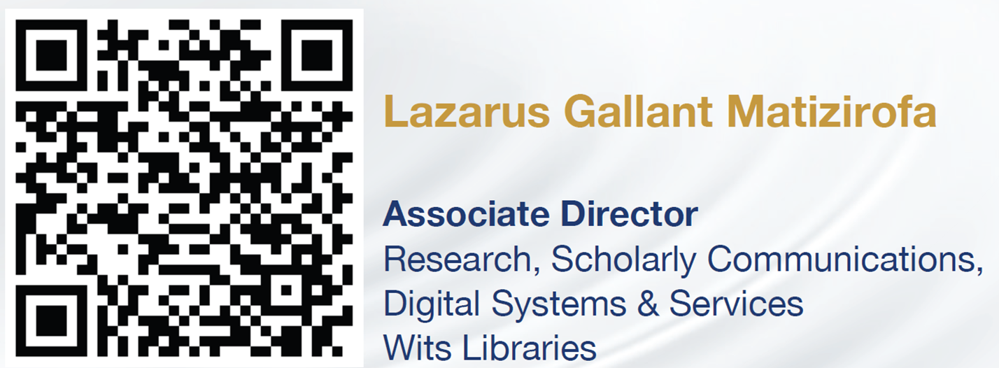 Lazarus Gallant Matizirofa
Associate Director
Research, Scholarly Communications,
Digital Systems & Services
Wits Libraries